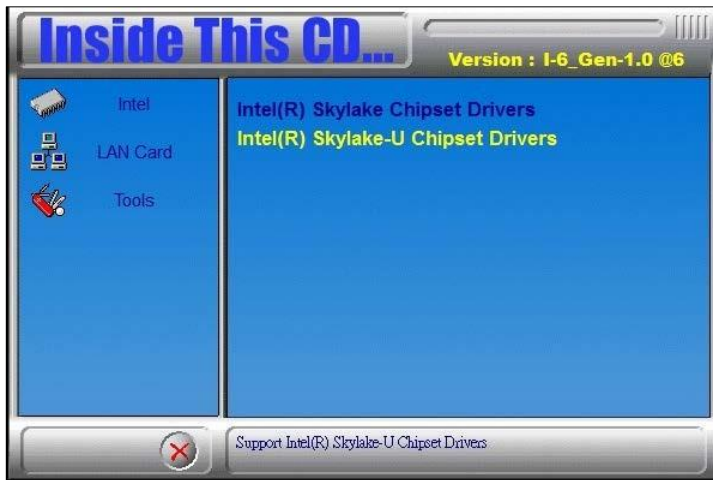 Inside This CD...
Version : I-6_Gen-1.0 @6
Intel
LAN Card
Tools
Intel(R) Skylake Chipset Drivers
Intel(R) Skylake-U Chipset Drivers
Support Intel(R) Skylake-U Chipset Drivers